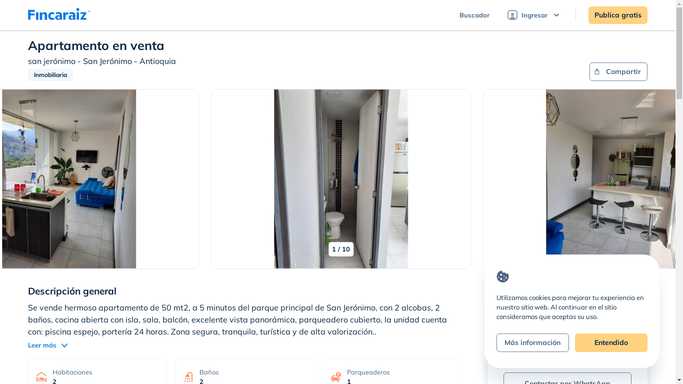 Fincaraiz
Buscador
Ingresar
Publica gratis
Apartamento en venta
san jerónimo - San Jerónimo - Antioquia
Inmobiliaria
Compartir
1 / 10
Descripción general
Se vende hermoso apartamento de 50 mt2, a 5 minutos del parque principal de San Jerónimo, con 2 alcobas, 2
baños, cocina abierta con isla, sala, balcón, excelente vista panorámica, parqueadero cubierto, la unidad cuenta
con: piscina espejo, portería 24 horas. Zona segura, tranquila, turística y de alta valorización..
Leer más
Habitaciones
2
Baños
2
Parqueaderos
1
Utilizamos cookies para mejorar tu experiencia en
nuestro sitio web. Al continuar en el sitio
consideramos que aceptas su uso.
Más información
Entendido
Contactar por WhatsApp